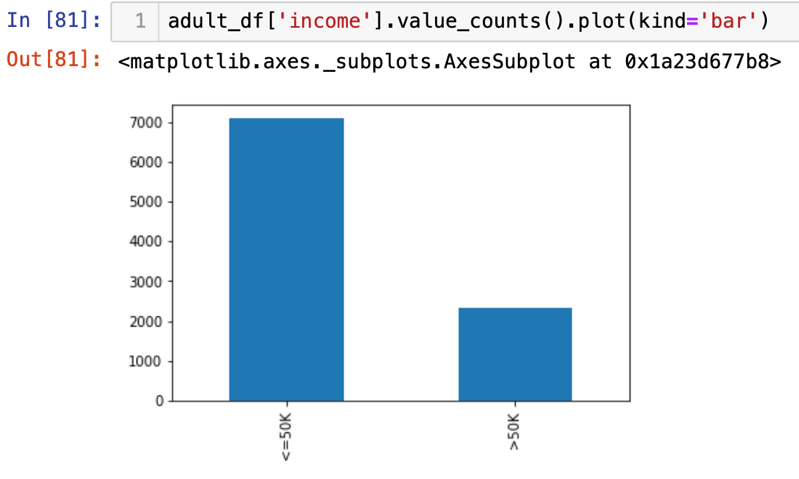 In [81]: 1 adult_df['income'].value_counts().plot(kind='bar')
Out[81]: <matplotlib.axes._subplots.AxesSubplot at 0x1a23d677b8>
7000
6000
5000
4000
3000
2000
1000
0
<=50K
>50K